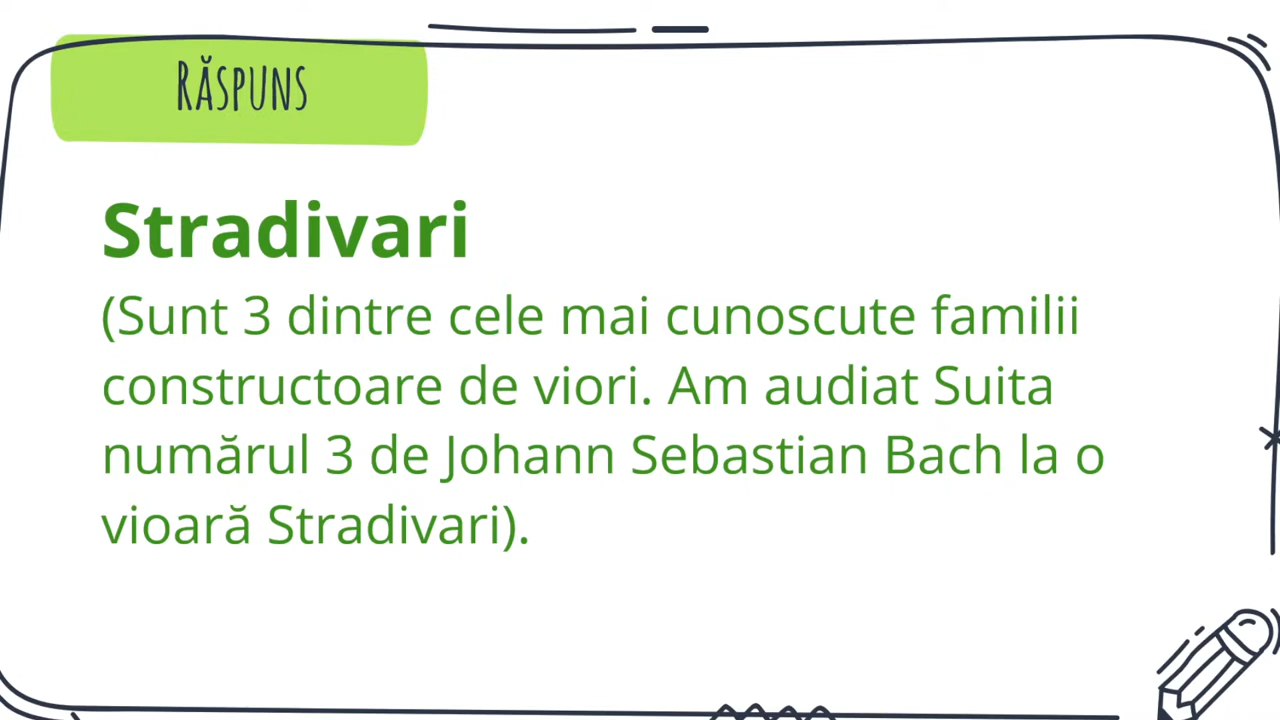 RĂSPUNS
Stradivari
(Sunt 3 dintre cele mai cunoscute familii
constructoare de viori. Am audiat Suita
numărul 3 de Johann Sebastian Bach la o
vioară Stradivari).